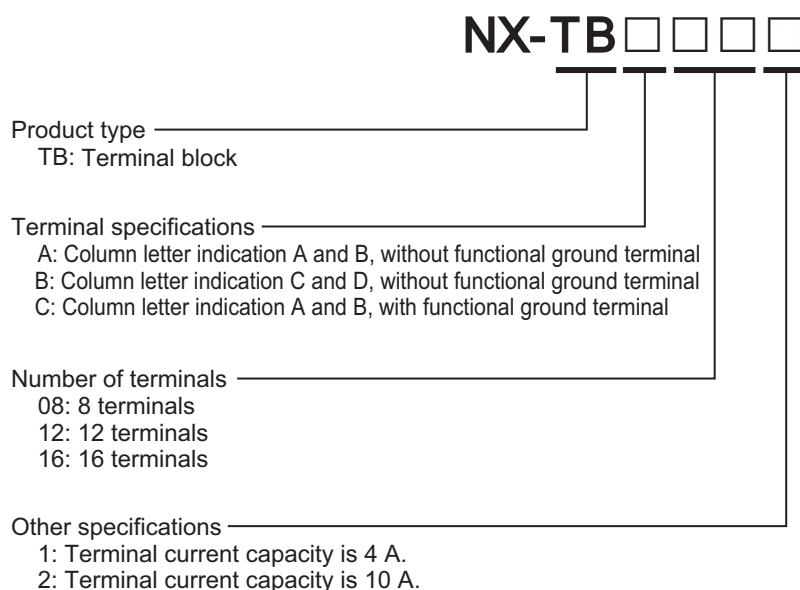 NX-TB□□□□
Product type
TB: Terminal block
Terminal specifications
A: Column letter indication A and B, without functional ground terminal
B: Column letter indication C and D, without functional ground terminal
C: Column letter indication A and B, with functional ground terminal
Number of terminals
08: 8 terminals
12: 12 terminals
16: 16 terminals
Other specifications
1: Terminal current capacity is 4 A.
2: Terminal current capacity is 10 A.